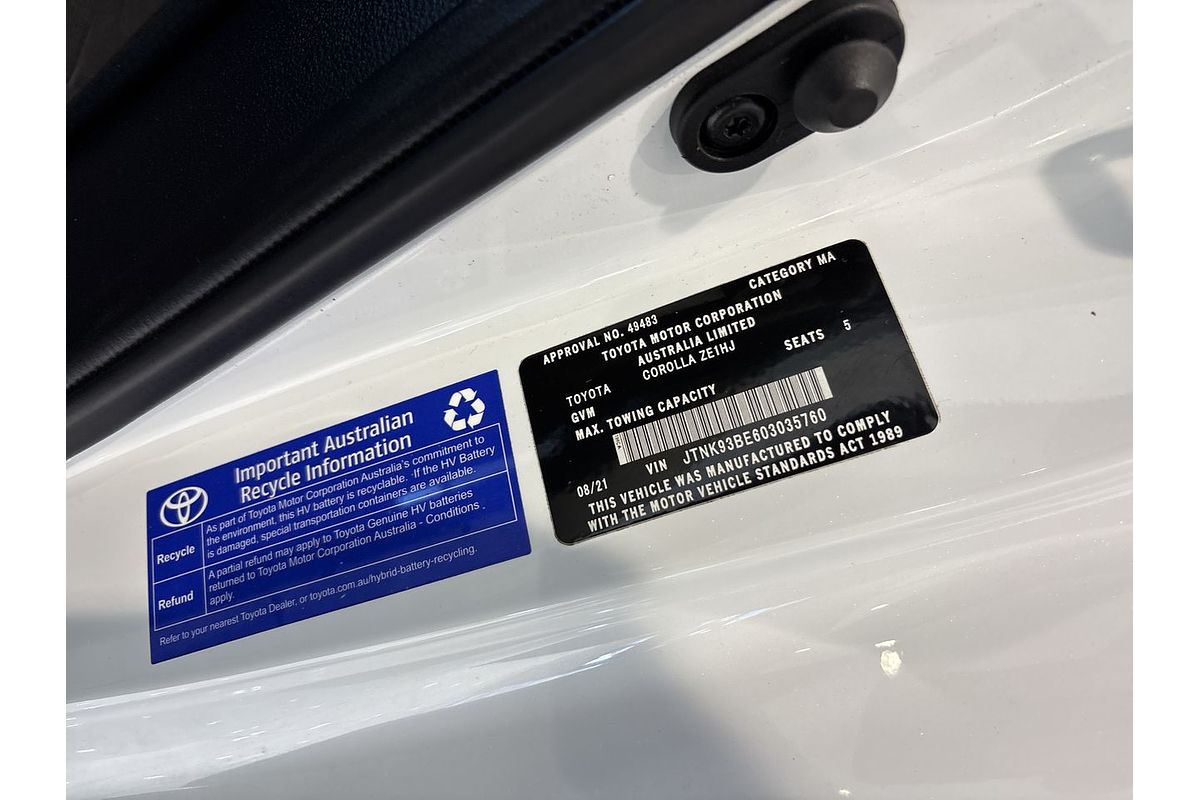 APPROVAL NO. 49483 CATEGORY MA
TOYOTA MOTOR CORPORATION
AUSTRALIA LIMITED
TOYOTA COROLLA ZE1HJ
GVM SEATS 5
MAX. TOWING CAPACITY
VIN JTNK93BE603035760
08/21
THIS VEHICLE WAS MANUFACTURED TO COMPLY
WITH THE MOTOR VEHICLE STANDARDS ACT 1989
Important Australian
Recycle Information
Recycle
As part of Toyota Motor Corporation Australia's commitment to
the environment, this HV battery is recyclable. If the HV Battery
is damaged, special transportation containers are available.
Refund
A partial refund may apply to Toyota Genuine HV batteries
returned to Toyota Motor Corporation Australia - Conditions
apply.
Refer to your nearest Toyota Dealer, or toyota.com.au/hybrid-battery-recycling.